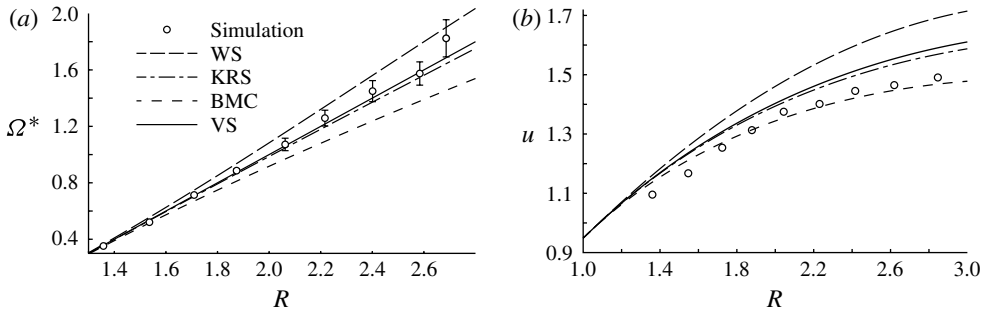 (a)
2.0
1.6
1.2
0.8
0.4
Ω*
Simulation
WS
KRS
BMC
VS
1.4 1.6 1.8 2.0 2.2 2.4 2.6
R
(b)
1.7
1.5
1.3
1.1
0.9
u
1.0 1.4 1.8 2.2 2.6 3.0
R